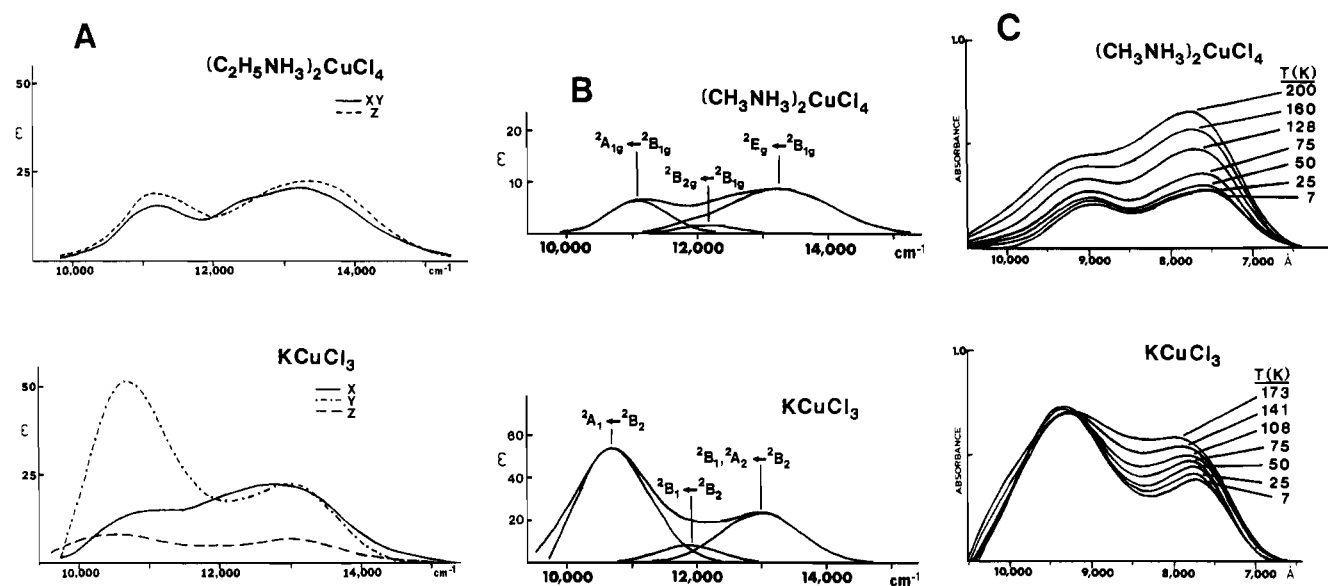 A
(C₂H₅NH₃)₂CuCl₄
50
XY
Z
ε
25
10,000 12,000 14,000 cm⁻¹
KCuCl₃
50
X
Y
Z
ε
25
10,000 12,000 14,000 cm⁻¹
B
(CH₃NH₃)₂CuCl₄
20
²A₁g←²B₁g
²Eg←²B₁g
ε
²B₂g←²B₁g
10
10,000 12,000 14,000 cm⁻¹
KCuCl₃
²A₁←²B₂
60
²B₁,²A₂←²B₂
ε
40
²B₁←²B₂
20
10,000 12,000 14,000 cm⁻¹
C
(CH₃NH₃)₂CuCl₄
1.0
T(K)
200
160
128
75
50
25
7
ABSORBANCE
10,000 9,000 8,000 7,000 Å
KCuCl₃
1.0
T(K)
173
141
108
75
50
25
7
ABSORBANCE
10,000 9,000 8,000 7,000 Å